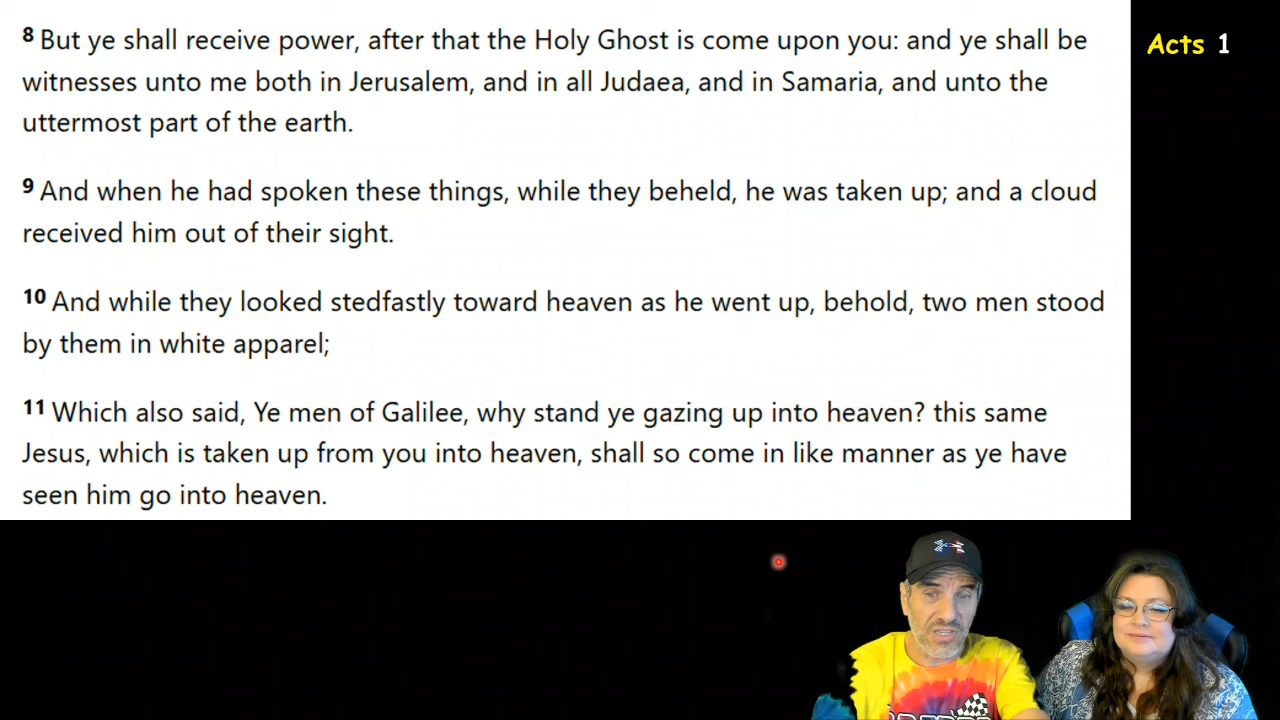 8 But ye shall receive power, after that the Holy Ghost is come upon you: and ye shall be
witnesses unto me both in Jerusalem, and in all Judaea, and in Samaria, and unto the
uttermost part of the earth.
9 And when he had spoken these things, while they beheld, he was taken up; and a cloud
received him out of their sight.
10 And while they looked stedfastly toward heaven as he went up, behold, two men stood
by them in white apparel;
11 Which also said, Ye men of Galilee, why stand ye gazing up into heaven? this same
Jesus, which is taken up from you into heaven, shall so come in like manner as ye have
seen him go into heaven.
Acts 1